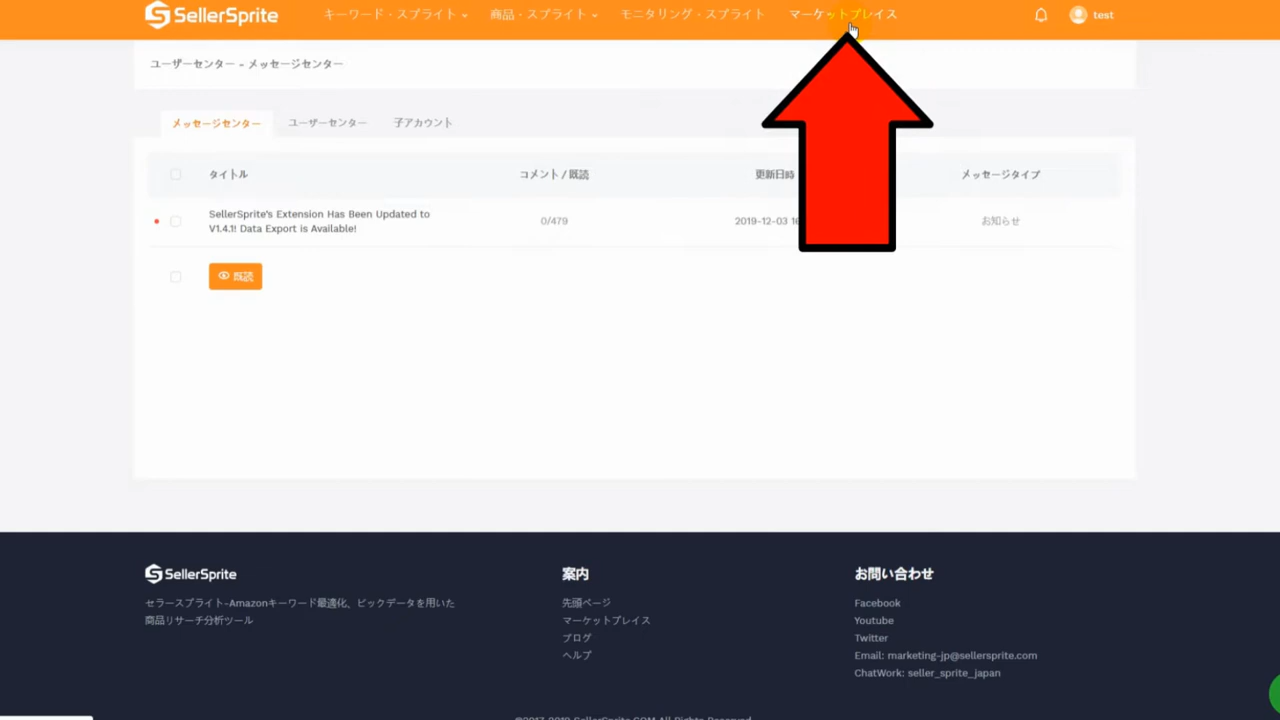 SellerSprite
キーワード・スプライト
商品・スプライト
モニタリング・スプライト
マーケットプレイス
test
ユーザーセンター - メッセージセンター
メッセージセンター
ユーザーセンター
子アカウント
タイトル
コメント / 既読
更新日時
メッセージタイプ
SellerSprite's Extension Has Been Updated to
V1.4.1! Data Export is Available!
0/479
2019-12-03
お知らせ
既読
SellerSprite
セラースプライト-Amazonキーワード最適化、ビックデータを用いた
商品リサーチ分析ツール
案内
先頭ページ
マーケットプレイス
ブログ
ヘルプ
お問い合わせ
Facebook
Youtube
Twitter
Email: marketing-jp@sellersprite.com
ChatWork: seller_sprite_japan